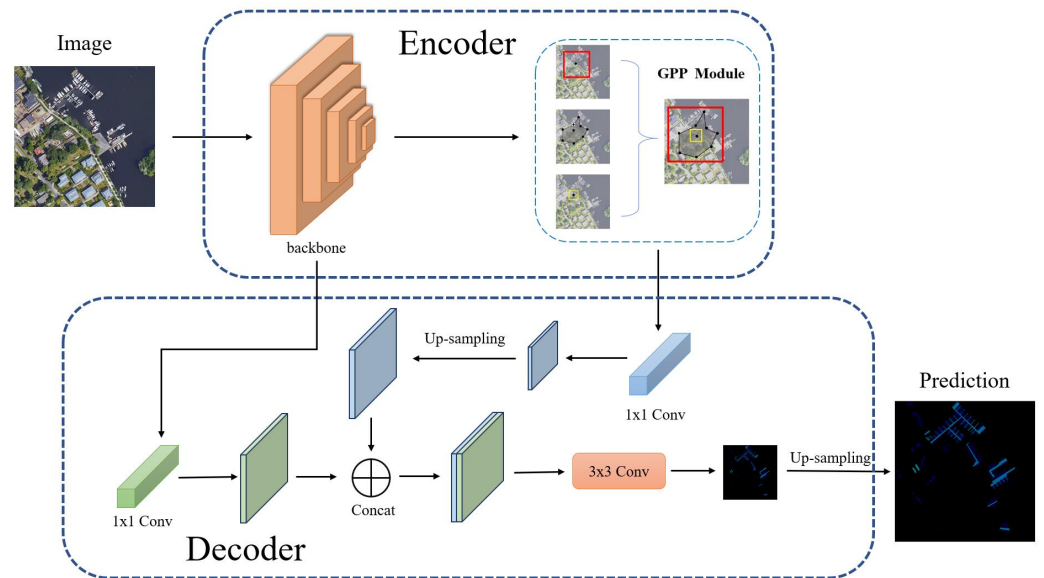 Image
Encoder
GPP Module
backbone
Up-sampling
1x1 Conv
Prediction
Up-sampling
3x3 Conv
Concat
1x1 Conv
Decoder